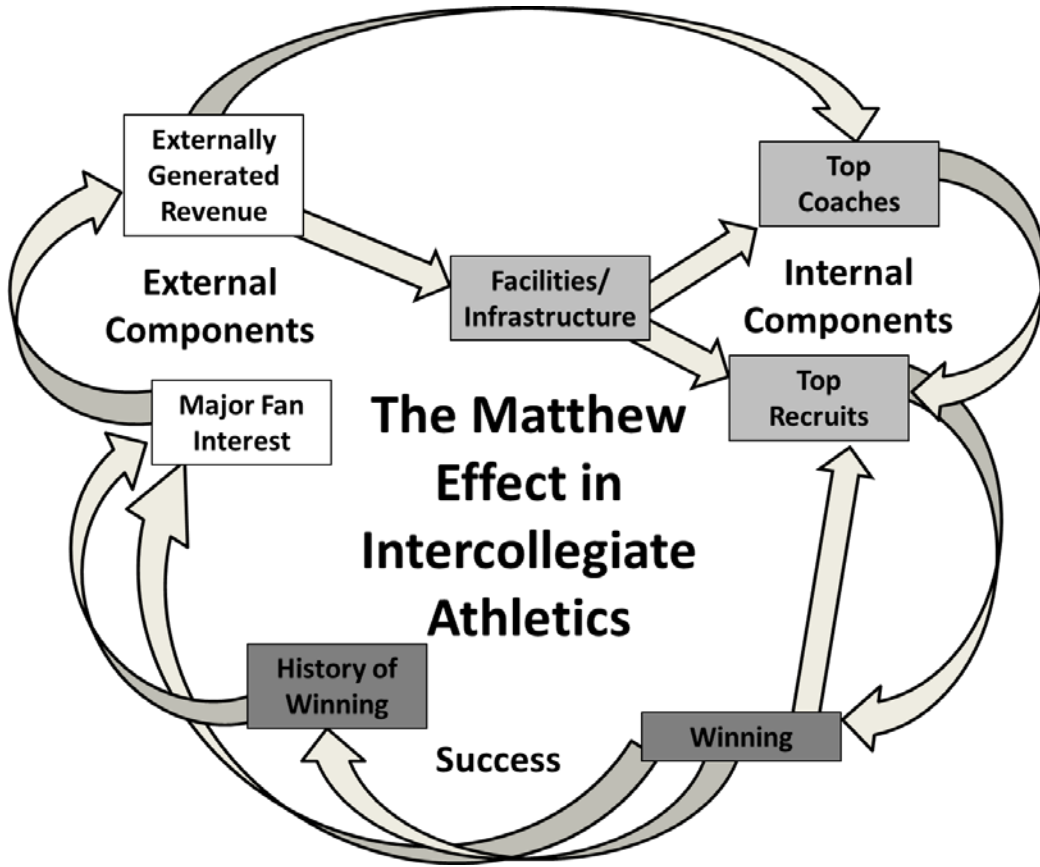 Externally
Generated
Revenue
Top
Coaches
External
Components
Facilities/
Infrastructure
Internal
Components
Major Fan
Interest
Top
Recruits
The Matthew
Effect in
Intercollegiate
Athletics
History of
Winning
Success
Winning